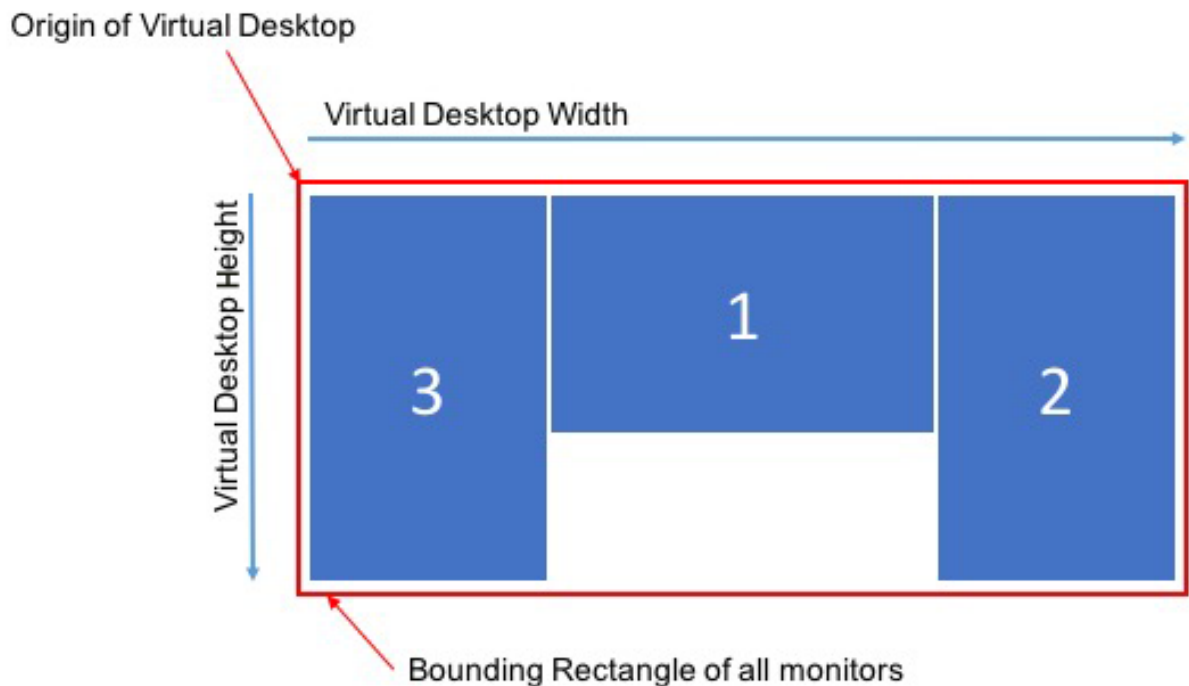 Origin of Virtual Desktop
Virtual Desktop Width
Virtual Desktop Height
3
1
2
Bounding Rectangle of all monitors